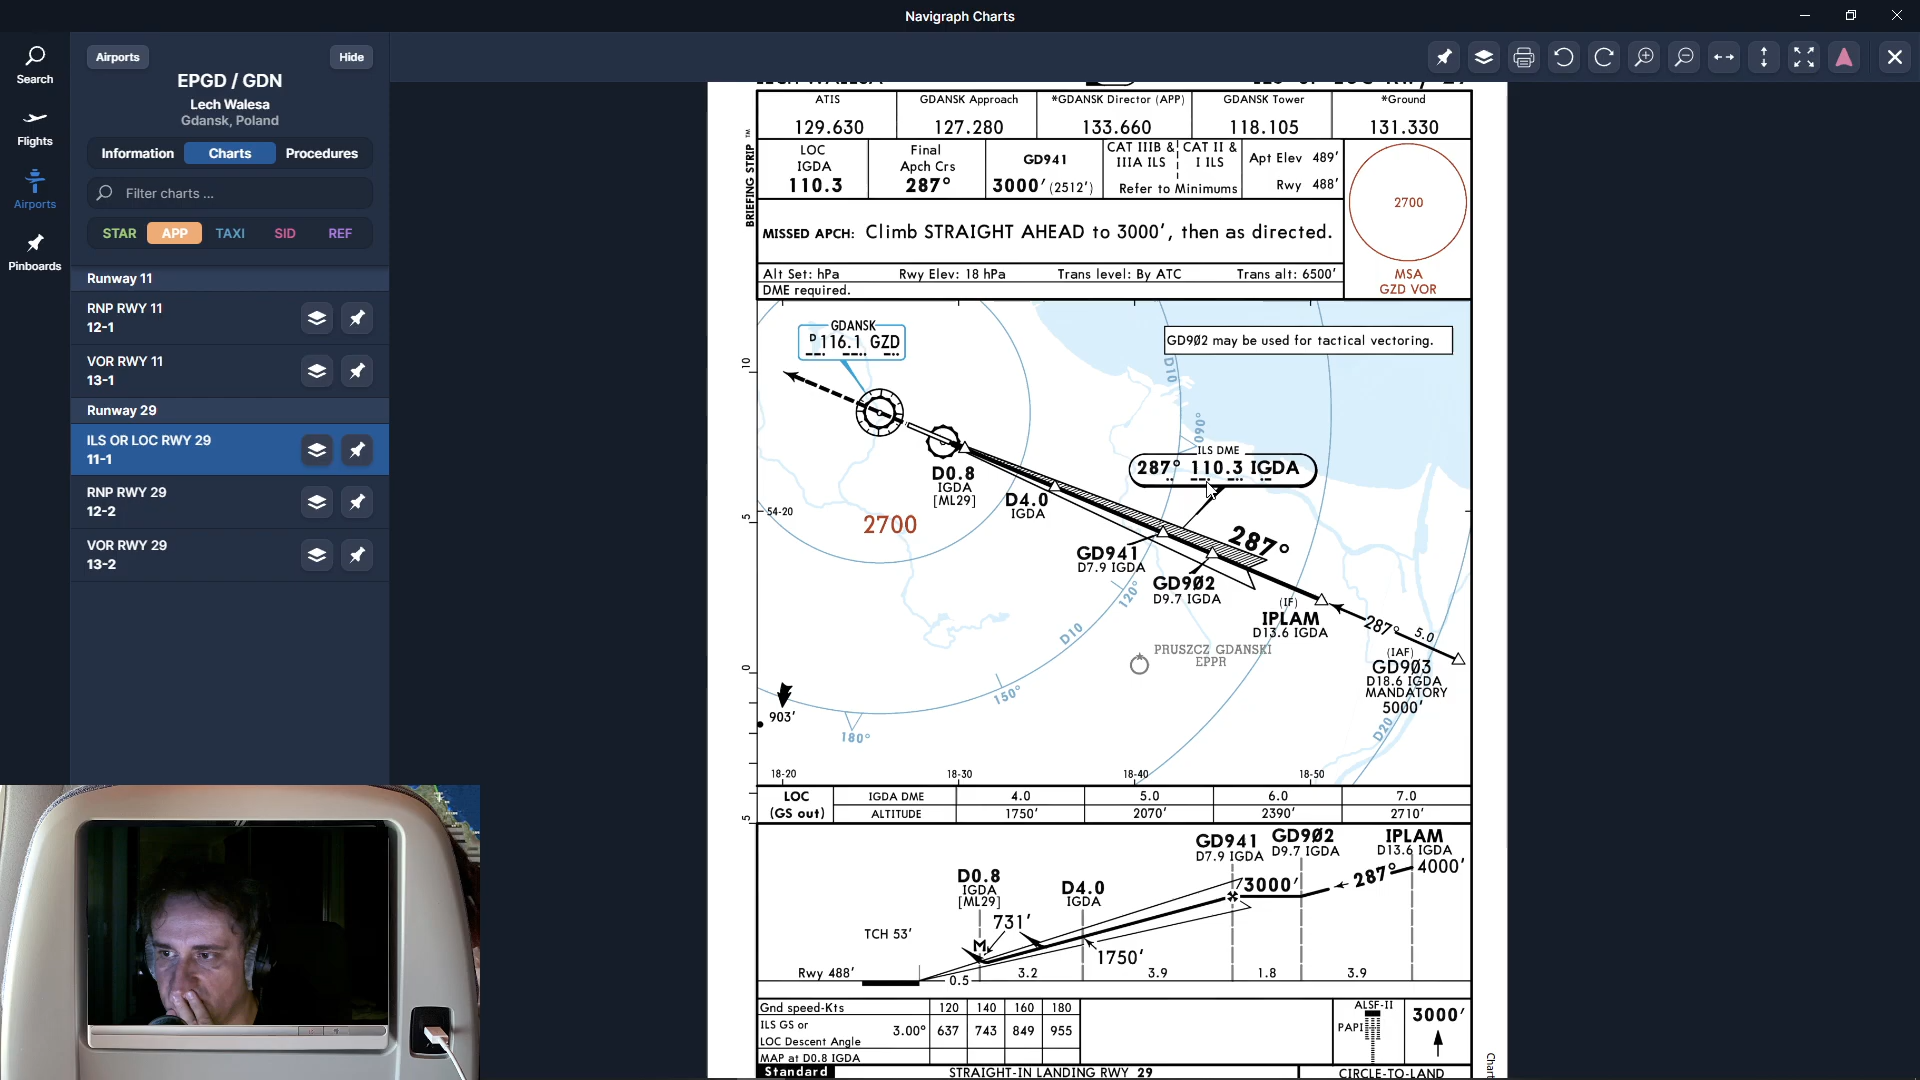 Navigraph Charts
Search
Flights
Airports
Pinboards
Airports
Hide
EPGD / GDN
Lech Walesa
Gdansk, Poland
Information
Charts
Procedures
Filter charts ...
STAR
APP
TAXI
SID
REF
Runway 11
RNP RWY 11
12-1
VOR RWY 11
13-1
Runway 29
ILS OR LOC RWY 29
11-1
RNP RWY 29
12-2
VOR RWY 29
13-2
BRIEFING STRIP TM
ATIS
129.630
GDANSK Approach
127.280
*GDANSK Director (APP)
133.660
GDANSK Tower
118.105
*Ground
131.330
LOC
IGDA
110.3
Final
Apch Crs
287°
GD941
3000' (2512')
CAT IIIB &
IIIA ILS
CAT II &
I ILS
Refer to Minimums
Apt Elev 489'
Rwy 488'
MISSED APCH: Climb STRAIGHT AHEAD to 3000', then as directed.
Alt Set: hPa
Rwy Elev: 18 hPa
Trans level: By ATC
Trans alt: 6500'
DME required.
2700
MSA
GZD VOR
GDANSK
D 116.1 GZD
GD902 may be used for tactical vectoring.
D10
090°
ILS DME
287° 110.3 IGDA
10
5
0
5
54-20
2700
D0.8
IGDA
[ML29]
D4.0
IGDA
287°
GD941
D7.9 IGDA
GD902
D9.7 IGDA
120°
(IF)
IPLAM
D13.6 IGDA
287°
5.0
(IAF)
GD903
D18.6 IGDA
MANDATORY
5000'
D10
D20
PRUSZCZ GDANSKI
EPPR
150°
180°
903'
18-20
18-30
18-40
18-50
LOC
(GS out)
IGDA DME
4.0
5.0
6.0
7.0
ALTITUDE
1750'
2070'
2390'
2710'
GD941
D7.9 IGDA
GD902
D9.7 IGDA
IPLAM
D13.6 IGDA
D0.8
IGDA
[ML29]
D4.0
IGDA
3000'
287°
4000'
731'
M
TCH 53'
1750'
Rwy 488'
0.5
3.2
3.9
1.8
3.9
Gnd speed-Kts
120
140
160
180
ILS GS or
LOC Descent Angle
3.00°
637
743
849
955
MAP at D0.8 IGDA
ALSF-II
PAPI
3000'
Standard
STRAIGHT-IN LANDING RWY 29
CIRCLE-TO-LAND